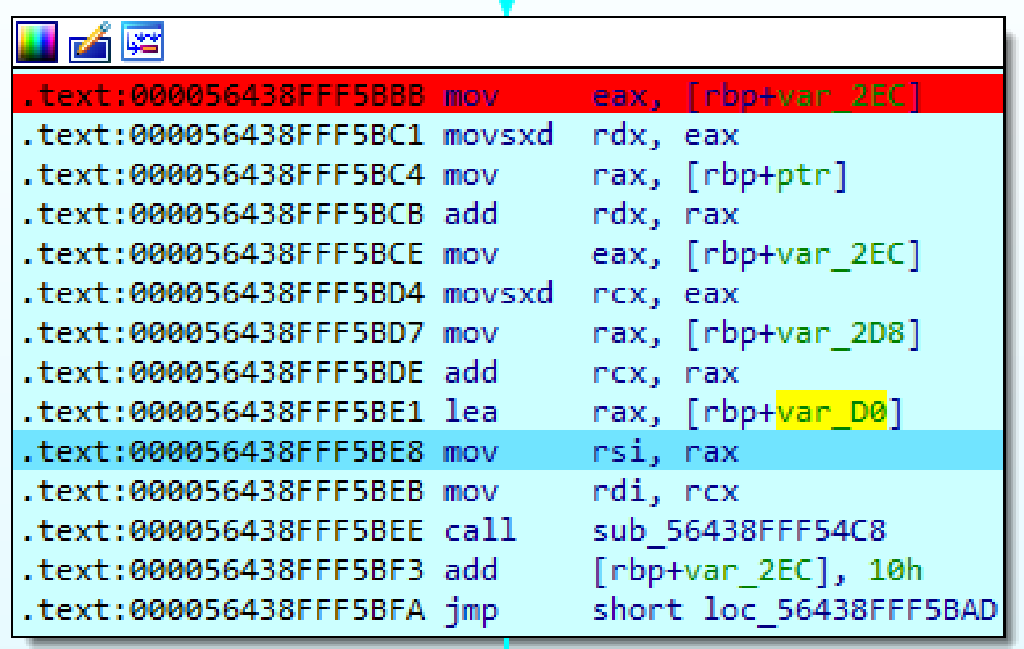 .text:000056438FFF5BBB mov eax, [rbp+var_2EC]
.text:000056438FFF5BC1 movsxd rdx, eax
.text:000056438FFF5BC4 mov rax, [rbp+ptr]
.text:000056438FFF5BCB add rdx, rax
.text:000056438FFF5BCE mov eax, [rbp+var_2EC]
.text:000056438FFF5BD4 movsxd rcx, eax
.text:000056438FFF5BD7 mov rax, [rbp+var_2D8]
.text:000056438FFF5BDE add rcx, rax
.text:000056438FFF5BE1 lea rax, [rbp+var_D0]
.text:000056438FFF5BE8 mov rsi, rax
.text:000056438FFF5BEB mov rdi, rcx
.text:000056438FFF5BEE call sub_56438FFF54C8
.text:000056438FFF5BF3 add [rbp+var_2EC], 10h
.text:000056438FFF5BFA jmp short loc_56438FFF5BAD